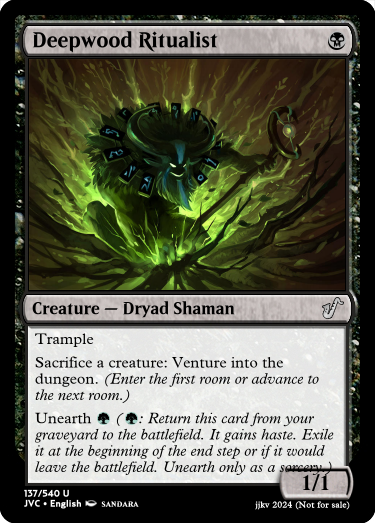 Deepwood Ritualist
Creature — Dryad Shaman
Trample
Sacrifice a creature: Venture into the
dungeon. (Enter the first room or advance to
the next room.)
Unearth (: Return this card from your
graveyard to the battlefield. It gains haste. Exile
it at the beginning of the end step or if it would
leave the battlefield. Unearth only as a sorcery.)
1/1
137/540 U
JVC • English SANDARA
jjkv 2024 (Not for sale)